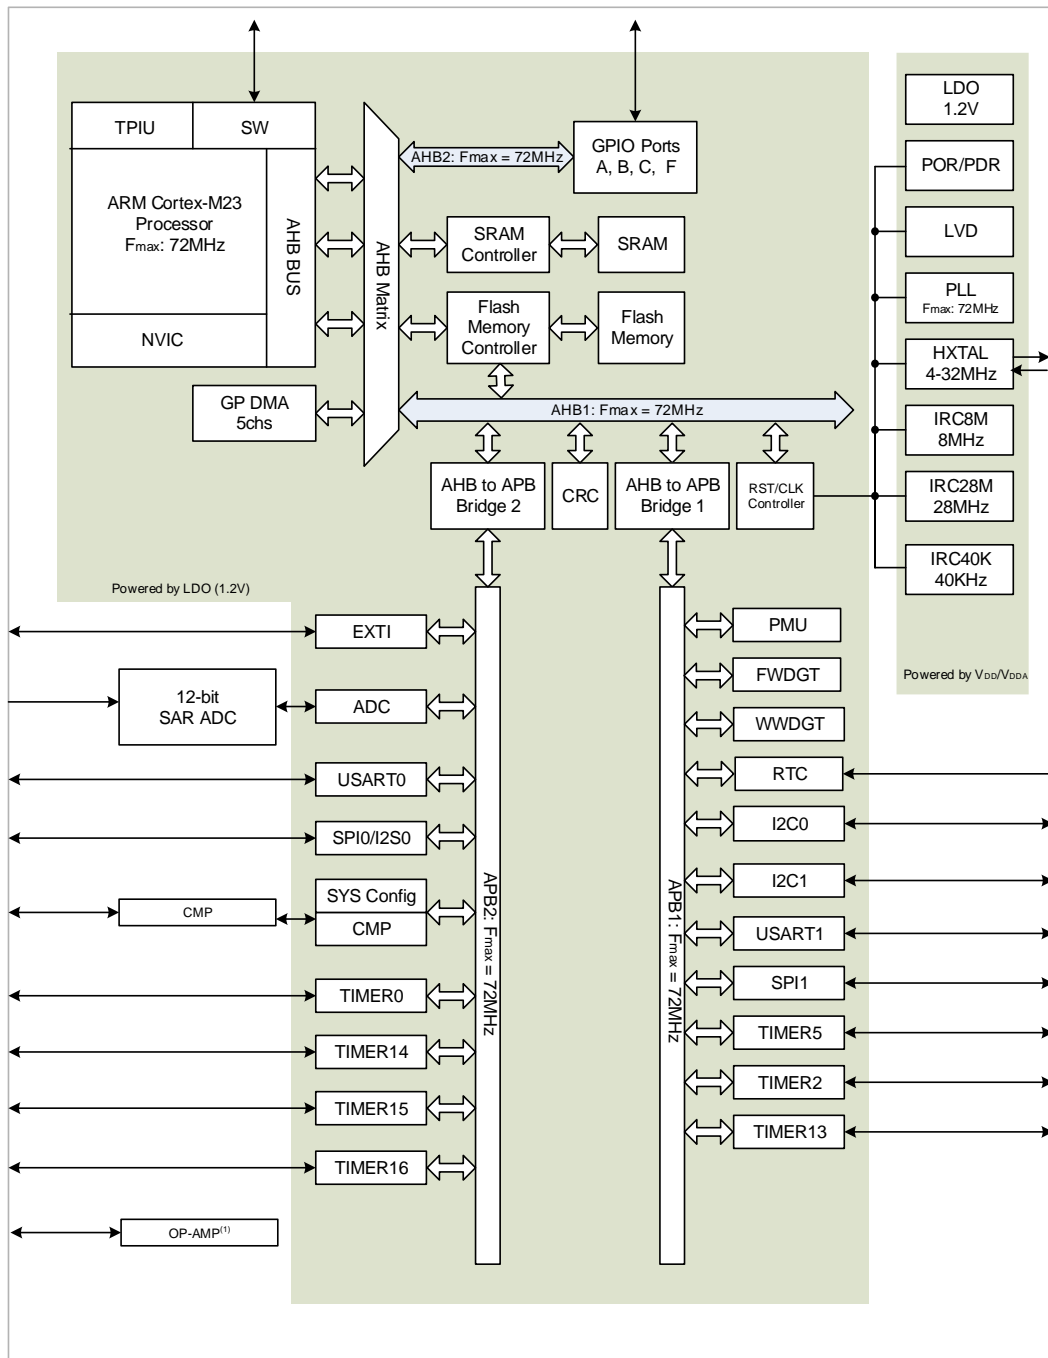 TPIU
SW
ARM Cortex-M23
Processor
Fmax: 72MHz
AHB BUS
NVIC
GP DMA
5chs
AHB Matrix
AHB2: Fmax = 72MHz
GPIO Ports
A, B, C, F
SRAM
Controller
SRAM
Flash
Memory
Controller
Flash
Memory
AHB1: Fmax = 72MHz
AHB to APB
Bridge 2
CRC
AHB to APB
Bridge 1
RST/CLK
Controller
LDO
1.2V
POR/PDR
LVD
PLL
Fmax: 72MHz
HXTAL
4-32MHz
IRC8M
8MHz
IRC28M
28MHz
IRC40K
40KHz
Powered by VDD/VDDA
Powered by LDO (1.2V)
EXTI
12-bit
SAR ADC
ADC
USART0
SPI0/I2S0
CMP
SYS Config
CMP
TIMER0
TIMER14
TIMER15
TIMER16
OP-AMP(1)
APB2: Fmax = 72MHz
APB1: Fmax = 72MHz
PMU
FWDGT
WWDGT
RTC
I2C0
I2C1
USART1
SPI1
TIMER5
TIMER2
TIMER13